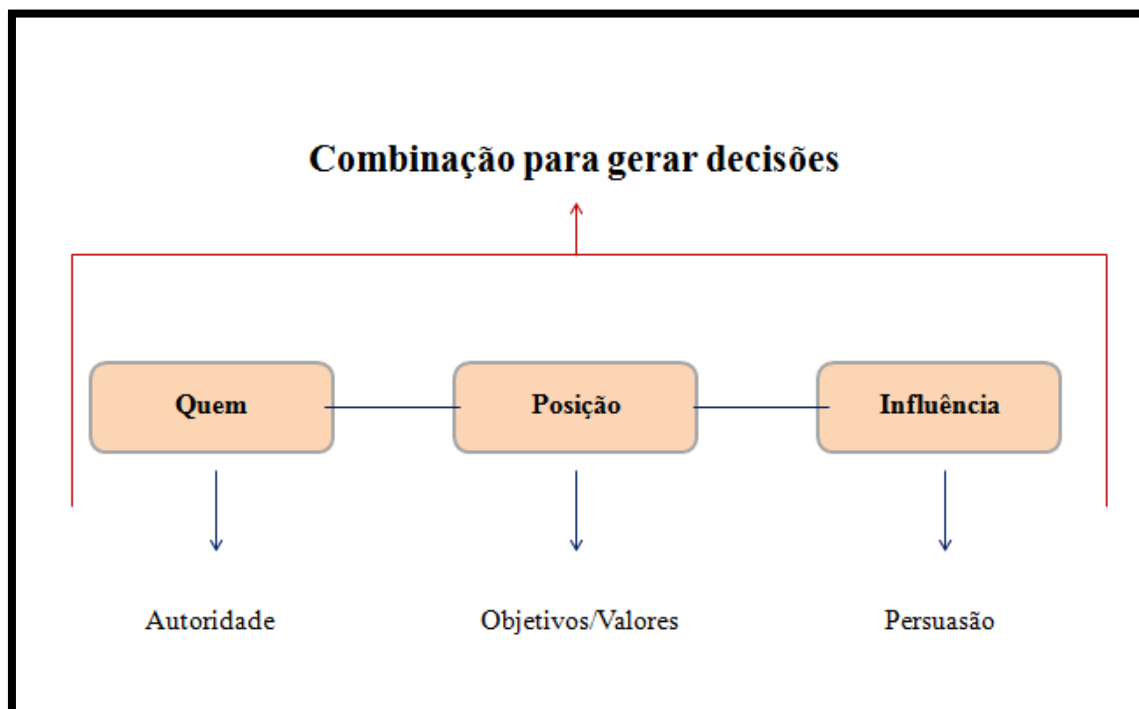 Combinação para gerar decisões
Quem
Posição
Influência
Autoridade
Objetivos/Valores
Persuasão